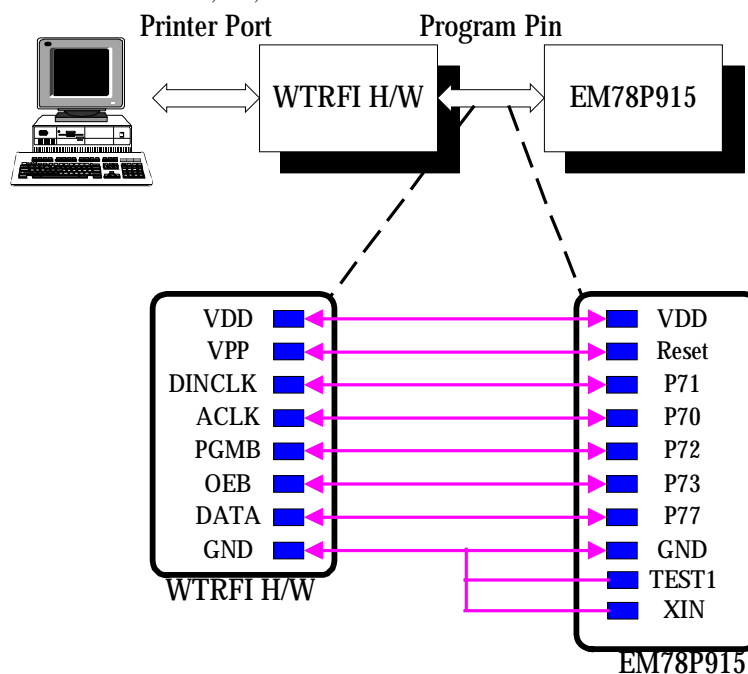 Printer Port
Program Pin
WTRFI H/W
EM78P915
VDD
VDD
VPP
Reset
DINCLK
P71
ACLK
P70
PGMB
P72
OEB
P73
DATA
P77
GND
GND
TEST1
WTRFI H/W
XIN
EM78P915